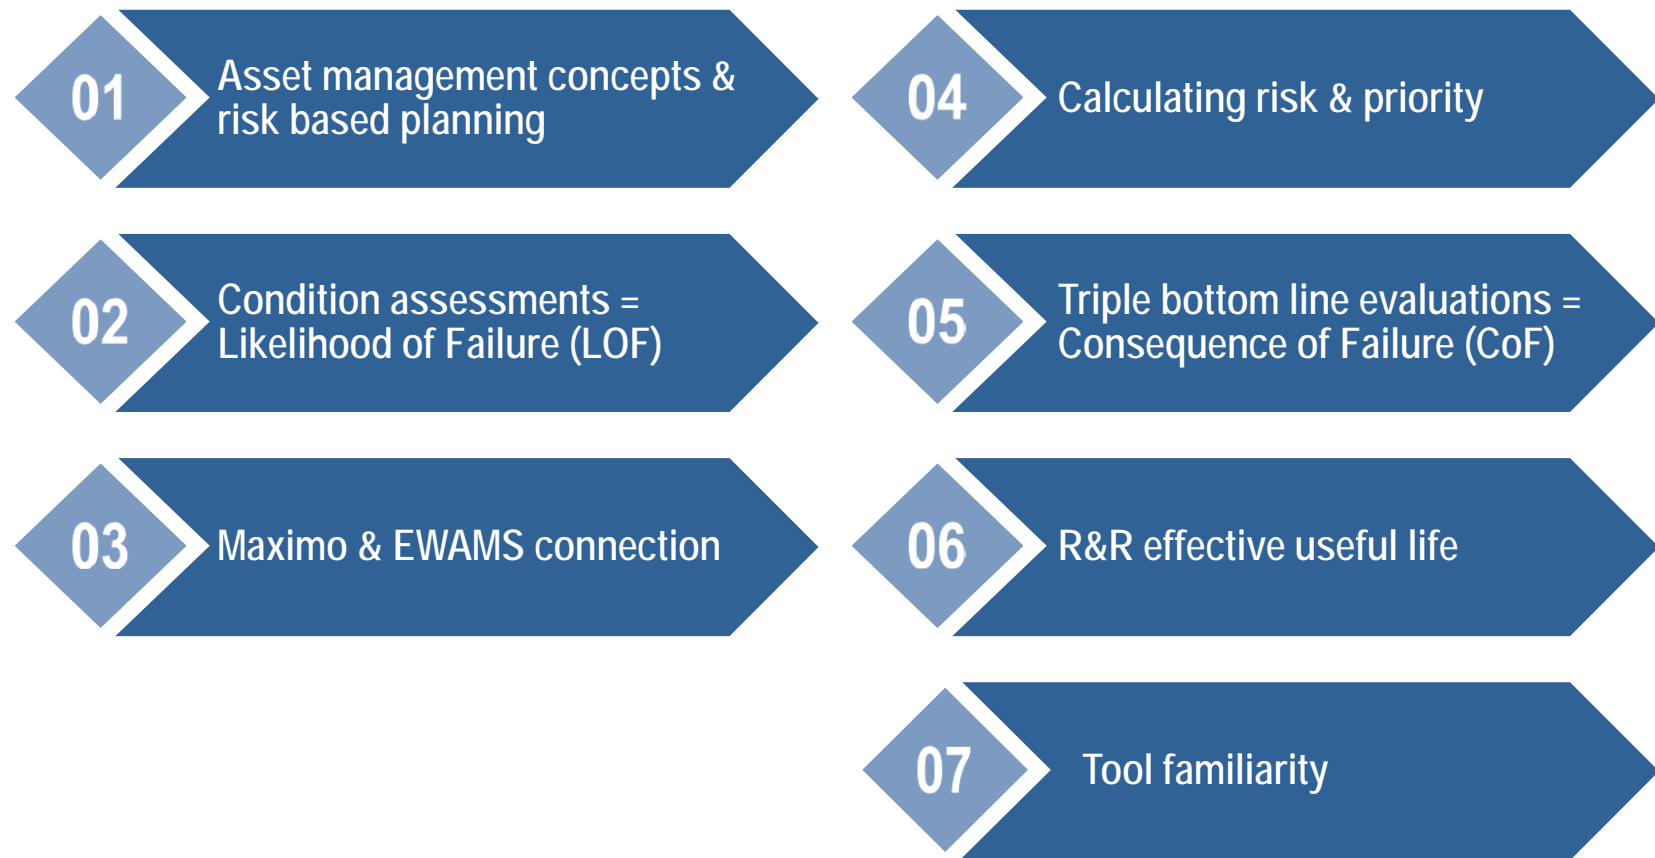 01
Asset management concepts &
risk based planning
02
Condition assessments =
Likelihood of Failure (LOF)
03
Maximo & EWAMS connection
04
Calculating risk & priority
05
Triple bottom line evaluations =
Consequence of Failure (CoF)
06
R&R effective useful life
07
Tool familiarity